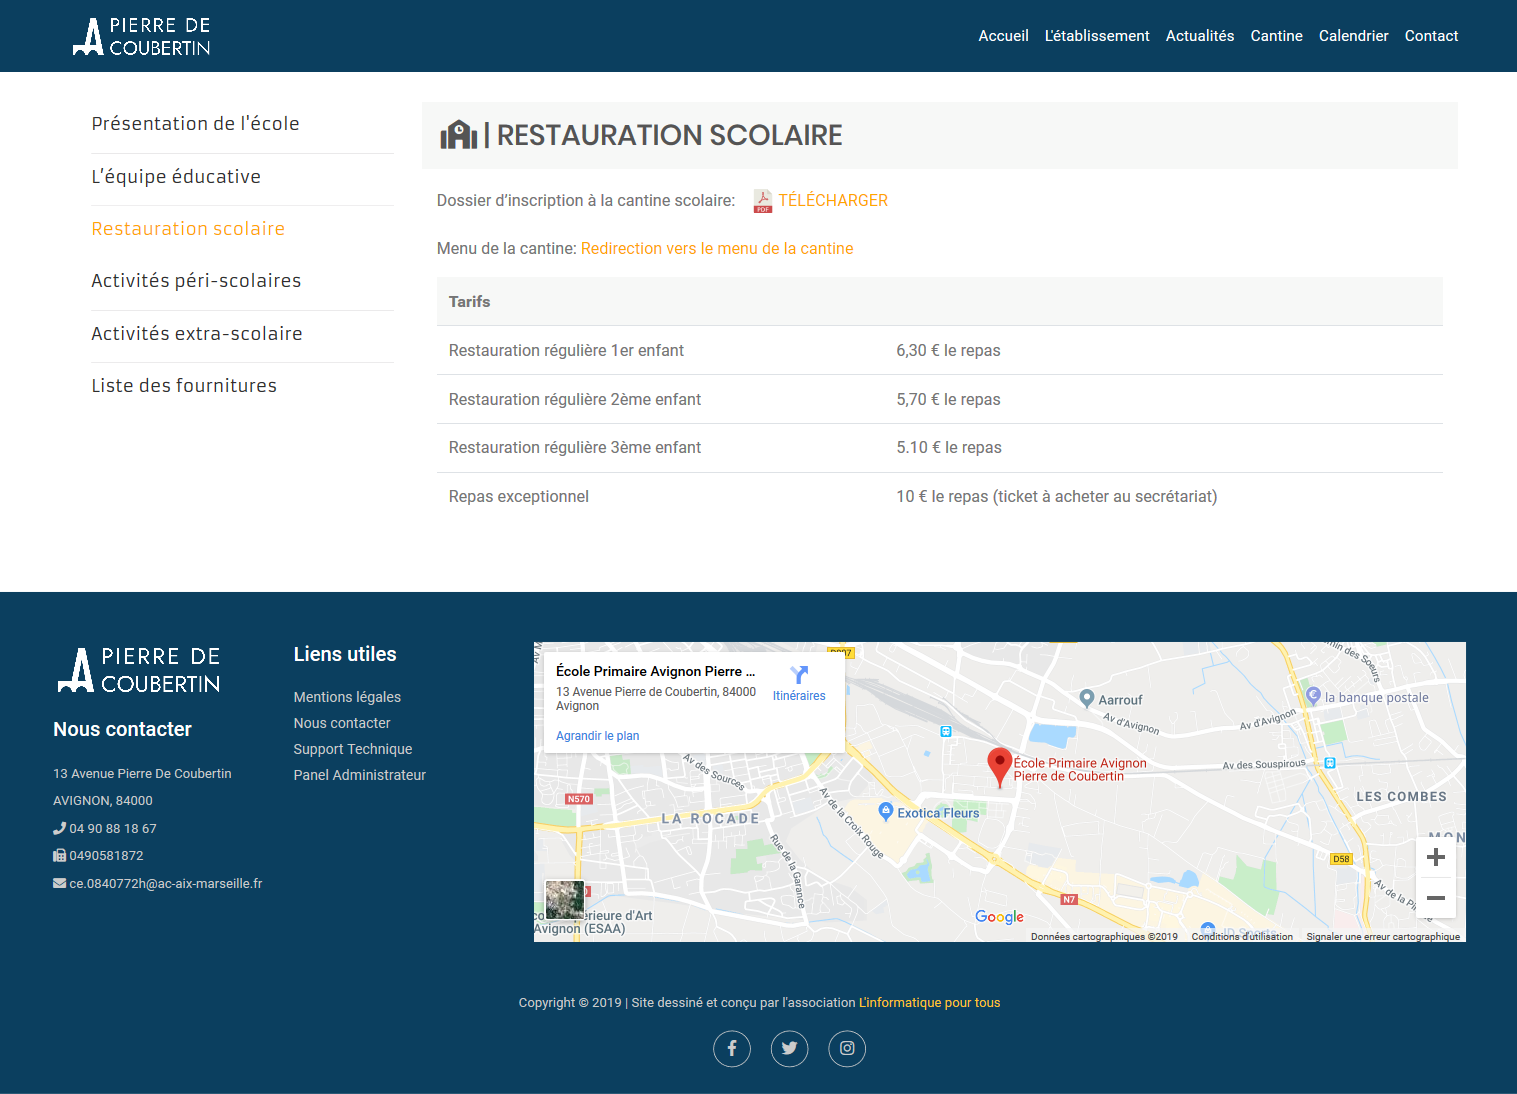 PIERRE DE
COUBERTIN
Accueil L'établissement Actualités Cantine Calendrier Contact
Présentation de l'école
L’équipe éducative
Restauration scolaire
Activités péri-scolaires
Activités extra-scolaire
Liste des fournitures
| RESTAURATION SCOLAIRE
Dossier d’inscription à la cantine scolaire: PDF TÉLÉCHARGER
Menu de la cantine: Redirection vers le menu de la cantine
Tarifs
Restauration régulière 1er enfant 6,30 € le repas
Restauration régulière 2ème enfant 5,70 € le repas
Restauration régulière 3ème enfant 5.10 € le repas
Repas exceptionnel 10 € le repas (ticket à acheter au secrétariat)
PIERRE DE
COUBERTIN
Nous contacter
13 Avenue Pierre De Coubertin
AVIGNON, 84000
04 90 88 18 67
0490581872
ce.0840772h@ac-aix-marseille.fr
Liens utiles
Mentions légales
Nous contacter
Support Technique
Panel Administrateur
École Primaire Avignon Pierre ...
13 Avenue Pierre de Coubertin, 84000
Avignon
Itinéraires
Agrandir le plan
Aarrouf
la banque postale
Av d'Avignon
Av d'Avignon
min des Soeurs
École Primaire Avignon
Pierre de Coubertin
Av des Souspirous
Av des Sources
N570
LA ROCADE
Av de la Croix Rouge
Exotica Fleurs
LES COMBES
MON
D58
Rue de la Garance
N7
Av de la Pi
érieure d'Art
Avignon (ESAA)
Google
JD Sports
Données cartographiques ©2019 Conditions d'utilisation Signaler une erreur cartographique
Copyright © 2019 | Site dessiné et conçu par l'association L'informatique pour tous